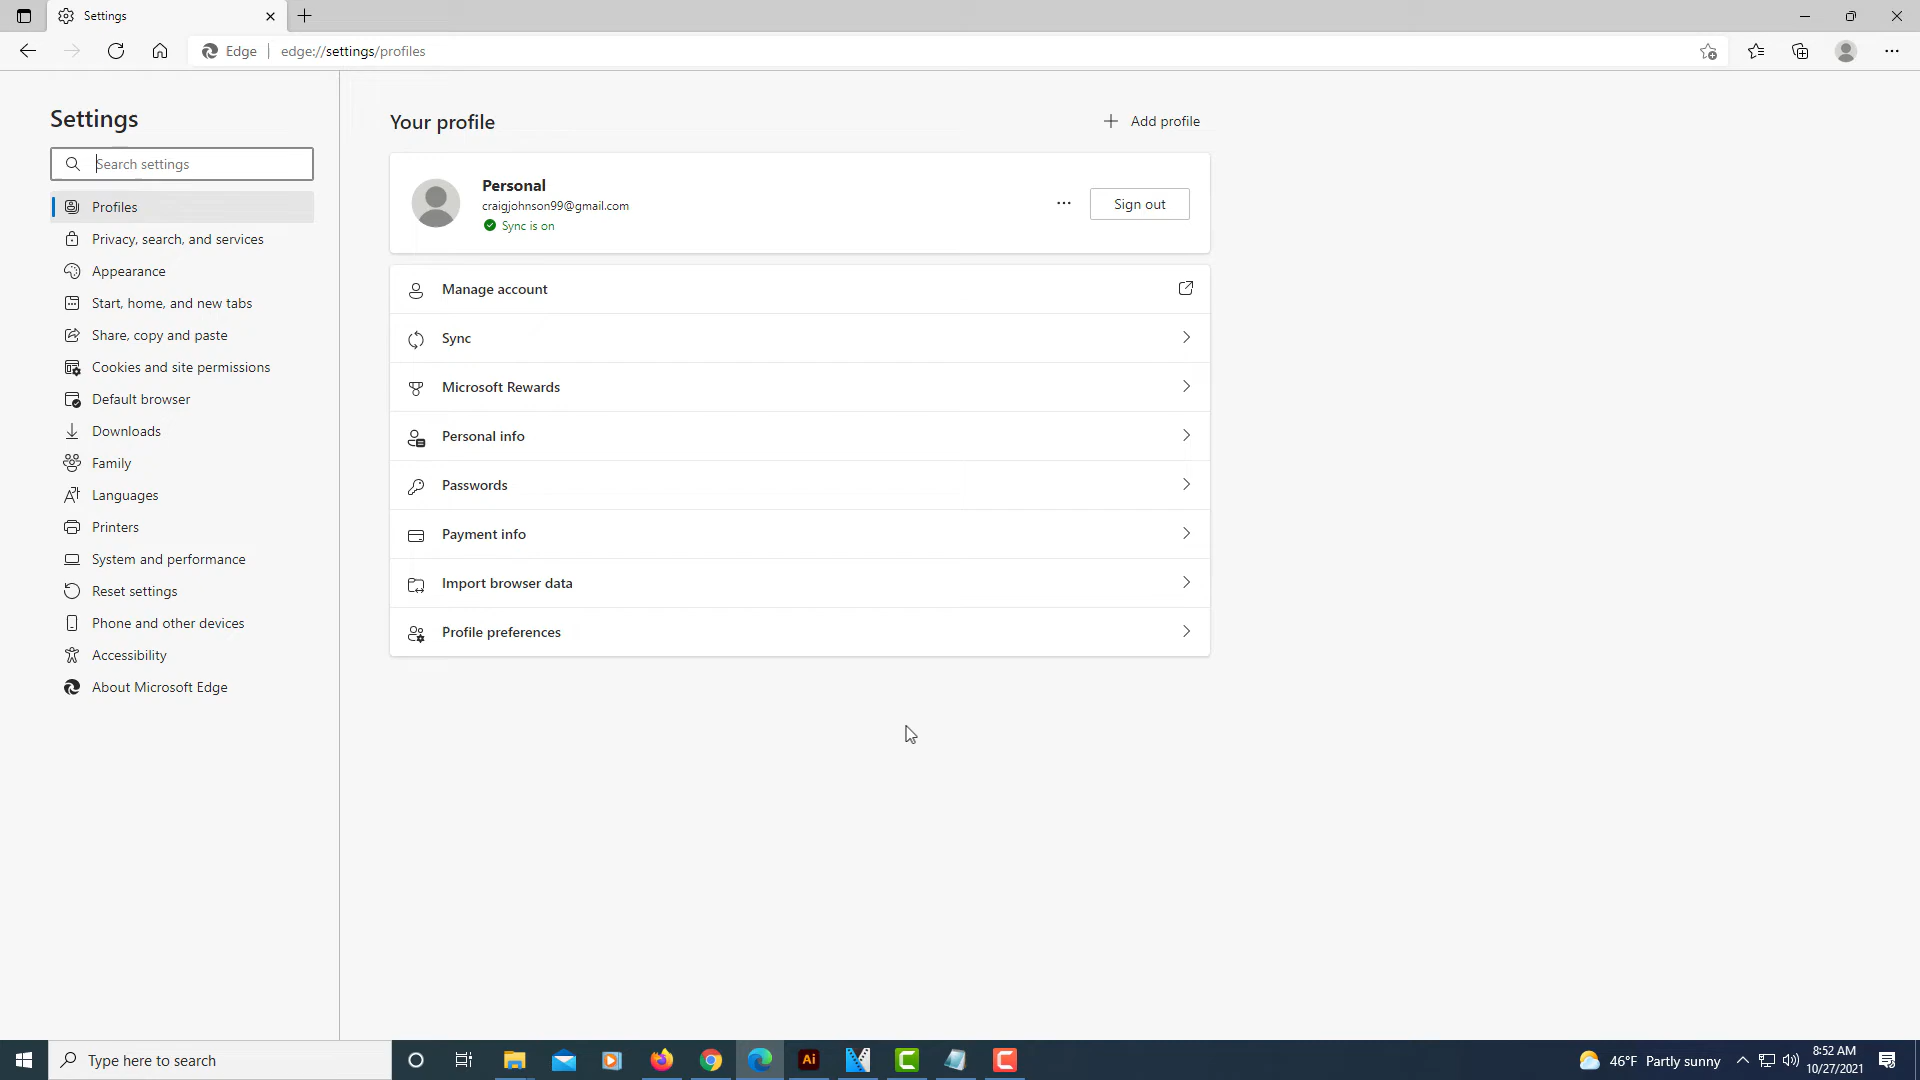 Settings
Edge
edge://settings/profiles
Settings
Search settings
Profiles
Privacy, search, and services
Appearance
Start, home, and new tabs
Share, copy and paste
Cookies and site permissions
Default browser
Downloads
Family
Languages
Printers
System and performance
Reset settings
Phone and other devices
Accessibility
About Microsoft Edge
Your profile
Add profile
Personal
craigjohnson99@gmail.com
Sync is on
Sign out
Manage account
Sync
Microsoft Rewards
Personal info
Passwords
Payment info
Import browser data
Profile preferences
Type here to search
Ai
46°F Partly sunny
8:52 AM
10/27/2021